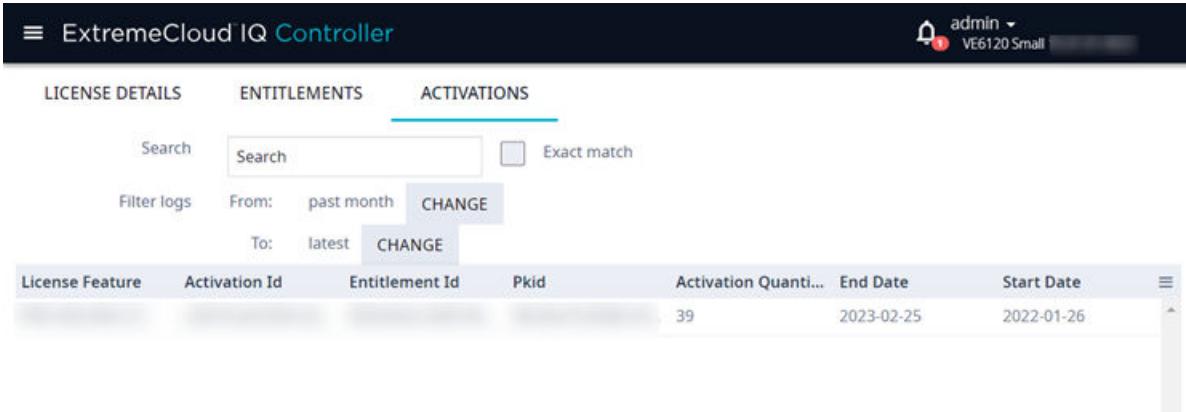 ExtremeCloud IQ Controller
admin
1
VE6120 Small
LICENSE DETAILS ENTITLEMENTS ACTIVATIONS
Search Search Exact match
Filter logs From: past month CHANGE
To: latest CHANGE
License Feature Activation Id Entitlement Id Pkid Activation Quanti... End Date Start Date
39 2023-02-25 2022-01-26